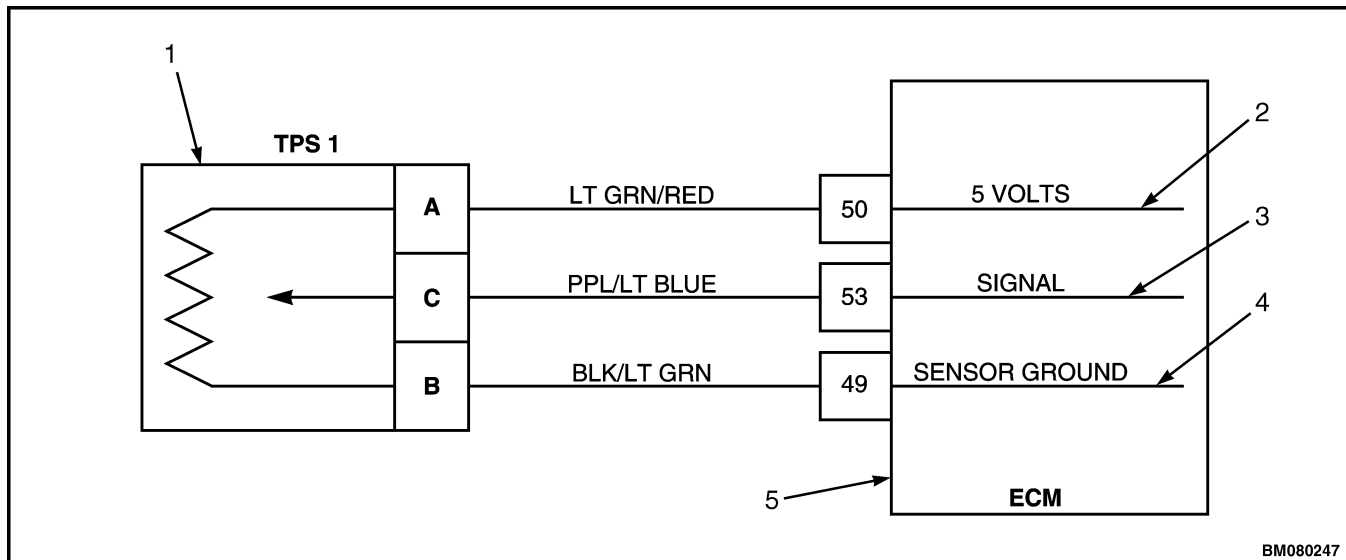 1
TPS 1
2
A
LT GRN/RED
50
5 VOLTS
3
C
PPL/LT BLUE
53
SIGNAL
4
B
BLK/LT GRN
49
SENSOR GROUND
5
ECM
BM080247